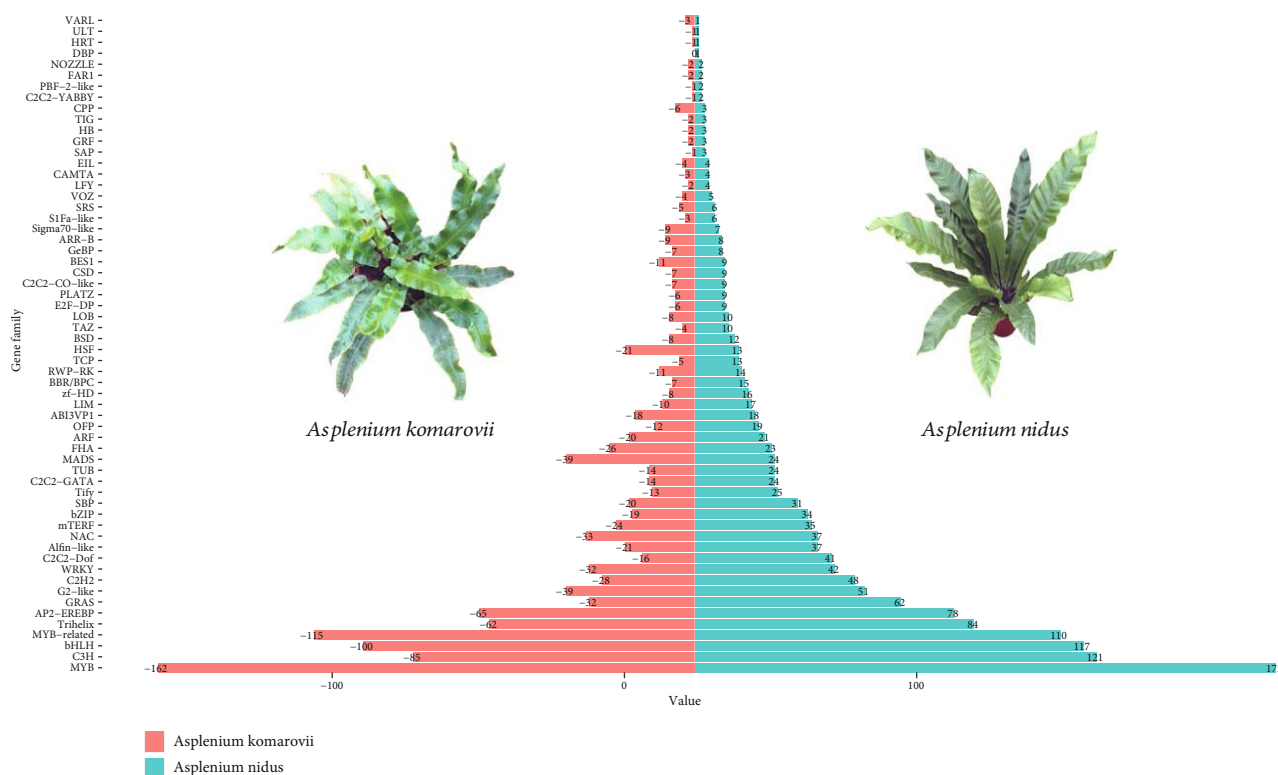 VARL -3 1
ULT -1 1
HRT -1 1
DBP 0 1
NOZZLE -2 2
FAR1 -2 2
PBF-2-like -1 2
C2C2-YABBY -1 2
CPP -6 3
TIG -2 3
HB -2 3
GRF -2 3
SAP -1 3
EIL -4 4
CAMTA -3 4
LFY -2 4
VOZ -4 5
SRS -5 6
S1Fa-like -3 6
Sigma70-like -9 7
ARR-B -9 8
GeBP -7 8
BES1 -11 9
CSD -7 9
C2C2-CO-like -7 9
PLATZ -6 9
E2F-DP -6 9
LOB -8 10
TAZ -4 10
BSD -8 12
HSF -21 13
TCP -5 13
RWP-RK -11 14
BBR/BPC -7 15
zf-HD -8 16
LIM -10 17
ABI3VP1 -18 18
OFP -12 19
ARF -20 21
FHA -26 23
MADS -39 24
TUB -14 24
C2C2-GATA -14 24
Tify -13 25
SBP -20 31
bZIP -19 34
mTERF -24 35
NAC -33 37
Alfin-like -21 37
C2C2-Dof -16 41
WRKY -32 42
C2H2 -28 48
G2-like -39 51
GRAS -32 62
AP2-EREBP -65 78
Trihelix -62 84
MYB-related -115 110
bHLH -100 117
C3H -85 121
MYB -162
Gene family
Asplenium komarovii
Asplenium nidus
-100 0 100
Value
Asplenium komarovii
Asplenium nidus